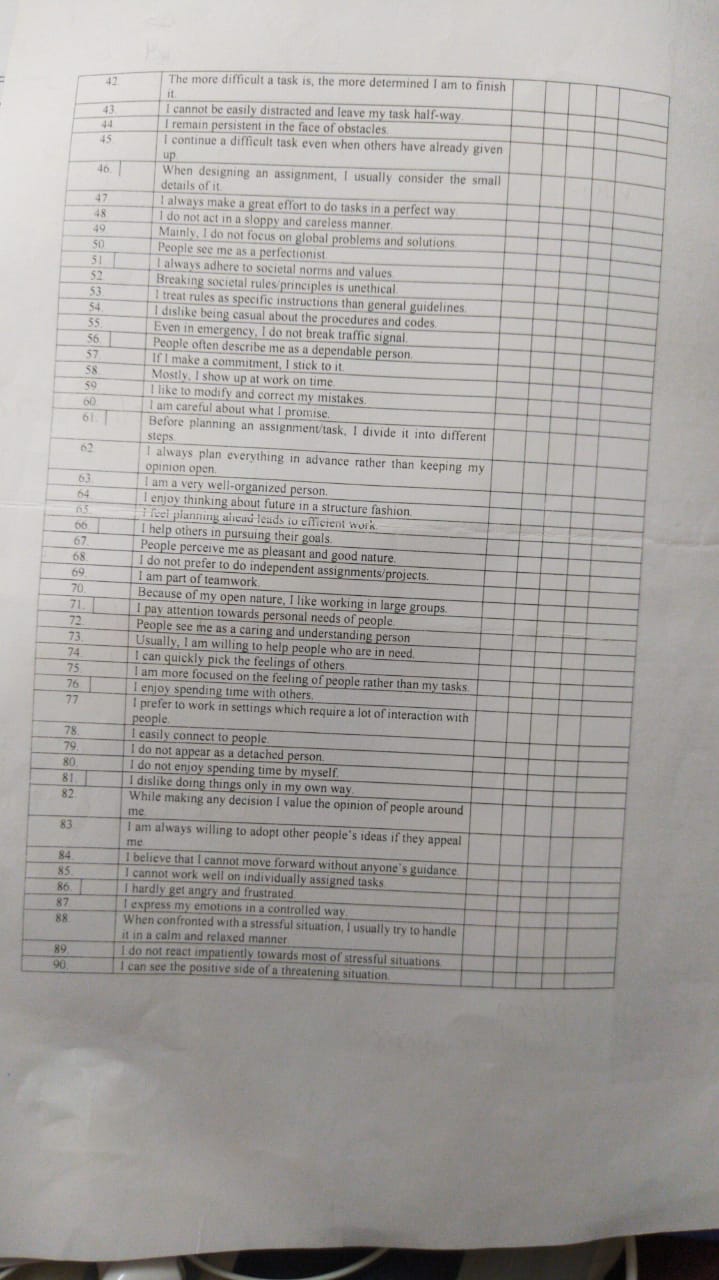 42. The more difficult a task is, the more determined I am to finish
it.
43. I cannot be easily distracted and leave my task half-way.
44. I remain persistent in the face of obstacles.
45. I continue a difficult task even when others have already given
up.
46. When designing an assignment, I usually consider the small
details of it.
47. I always make a great effort to do tasks in a perfect way.
48. I do not act in a sloppy and careless manner.
49. Mainly, I do not focus on global problems and solutions.
50. People see me as a perfectionist.
51. I always adhere to societal norms and values.
52. Breaking societal rules/principles is unethical.
53. I treat rules as specific instructions than general guidelines.
54. I dislike being casual about the procedures and codes.
55. Even in emergency, I do not break traffic signal.
56. People often describe me as a dependable person.
57. If I make a commitment, I stick to it.
58. Mostly, I show up at work on time.
59. I like to modify and correct my mistakes.
60. I am careful about what I promise.
61. Before planning an assignment/task, I divide it into different
steps.
62. I always plan everything in advance rather than keeping my
opinion open.
63. I am a very well-organized person.
64. I enjoy thinking about future in a structure fashion.
65. I feel planning ahead leads to efficient work.
66. I help others in pursuing their goals.
67. People perceive me as pleasant and good nature.
68. I do not prefer to do independent assignments/projects.
69. I am part of teamwork.
70. Because of my open nature, I like working in large groups.
71. I pay attention towards personal needs of people.
72. People see me as a caring and understanding person
73. Usually, I am willing to help people who are in need.
74. I can quickly pick the feelings of others.
75. I am more focused on the feeling of people rather than my tasks.
76. I enjoy spending time with others.
77. I prefer to work in settings which require a lot of interaction with
people.
78. I easily connect to people.
79. I do not appear as a detached person.
80. I do not enjoy spending time by myself.
81. I dislike doing things only in my own way.
82. While making any decision I value the opinion of people around
me.
83. I am always willing to adopt other people's ideas if they appeal
me.
84. I believe that I cannot move forward without anyone's guidance.
85. I cannot work well on individually assigned tasks.
86. I hardly get angry and frustrated.
87. I express my emotions in a controlled way.
88. When confronted with a stressful situation, I usually try to handle
it in a calm and relaxed manner.
89. I do not react impatiently towards most of stressful situations.
90. I can see the positive side of a threatening situation.